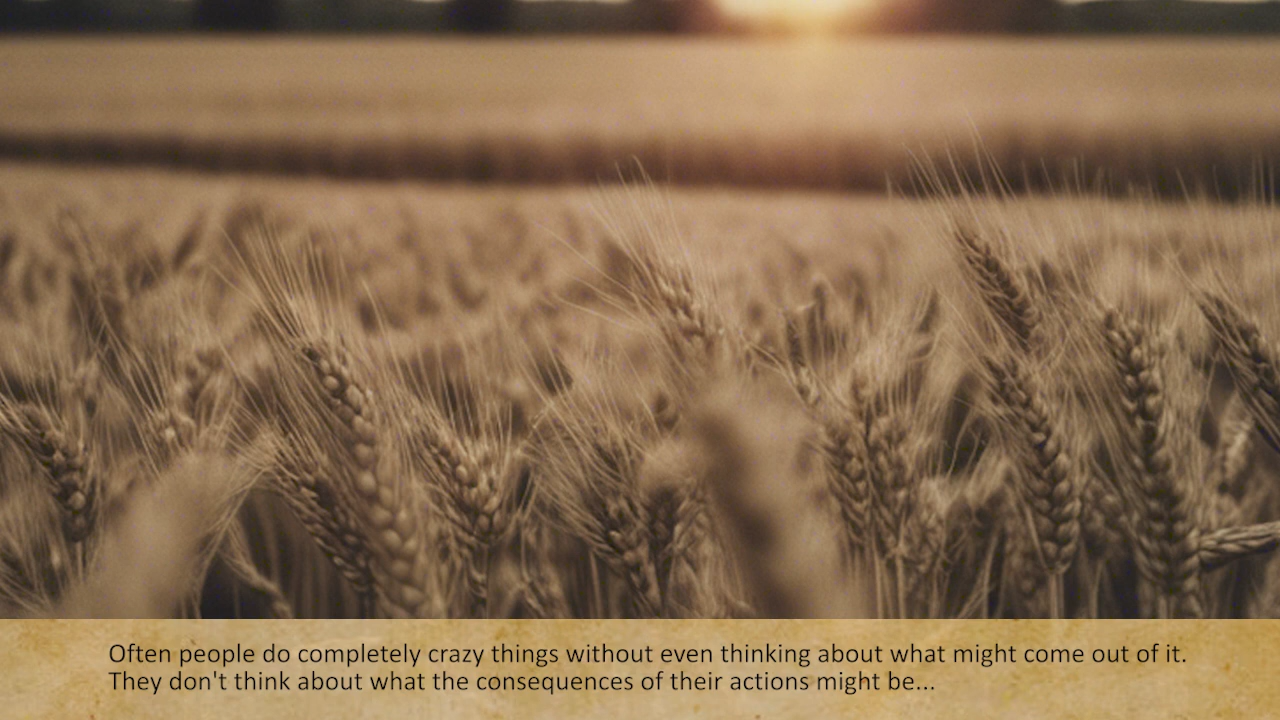 Often people do completely crazy things without even thinking about what might come out of it.
They don't think about what the consequences of their actions might be...